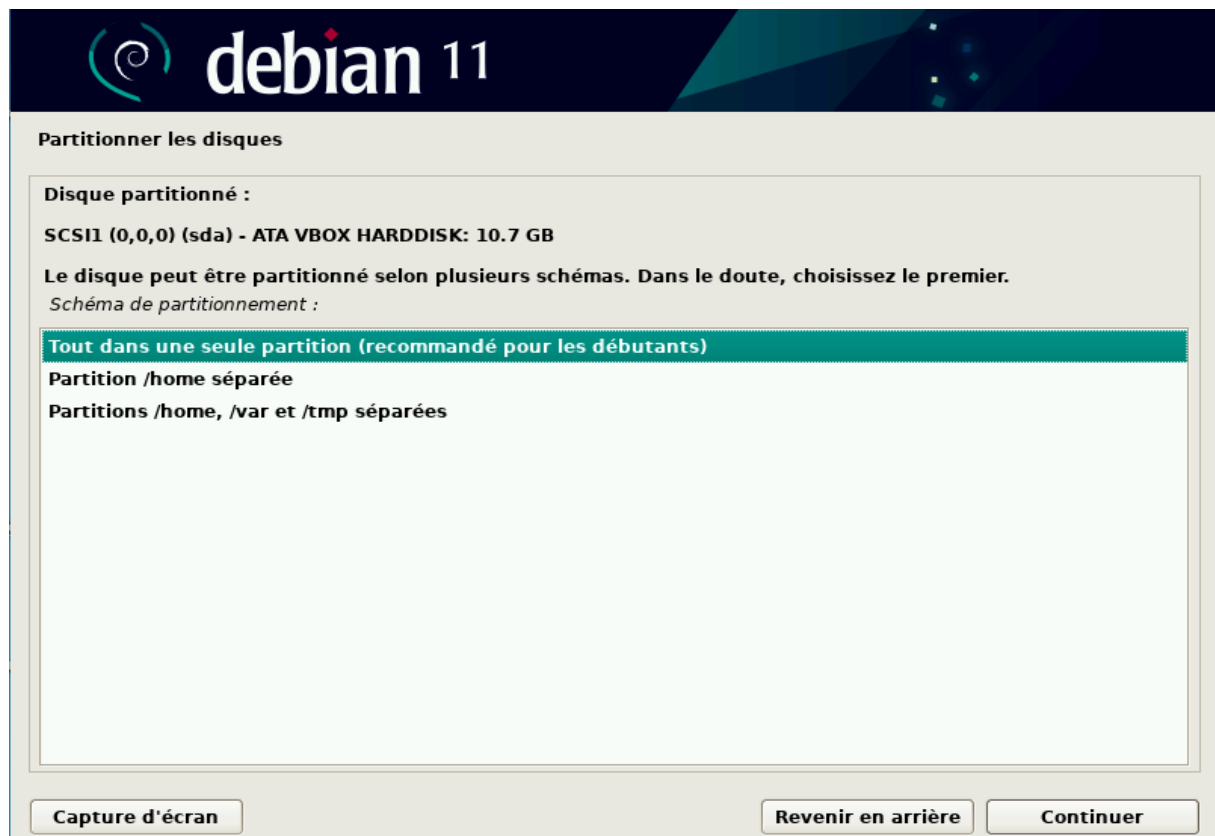 debian 11
Partitionner les disques
Disque partitionné :
SCSI1 (0,0,0) (sda) - ATA VBOX HARDDISK: 10.7 GB
Le disque peut être partitionné selon plusieurs schémas. Dans le doute, choisissez le premier.
Schéma de partitionnement :
Tout dans une seule partition (recommandé pour les débutants)
Partition /home séparée
Partitions /home, /var et /tmp séparées
Capture d'écran
Revenir en arrière
Continuer